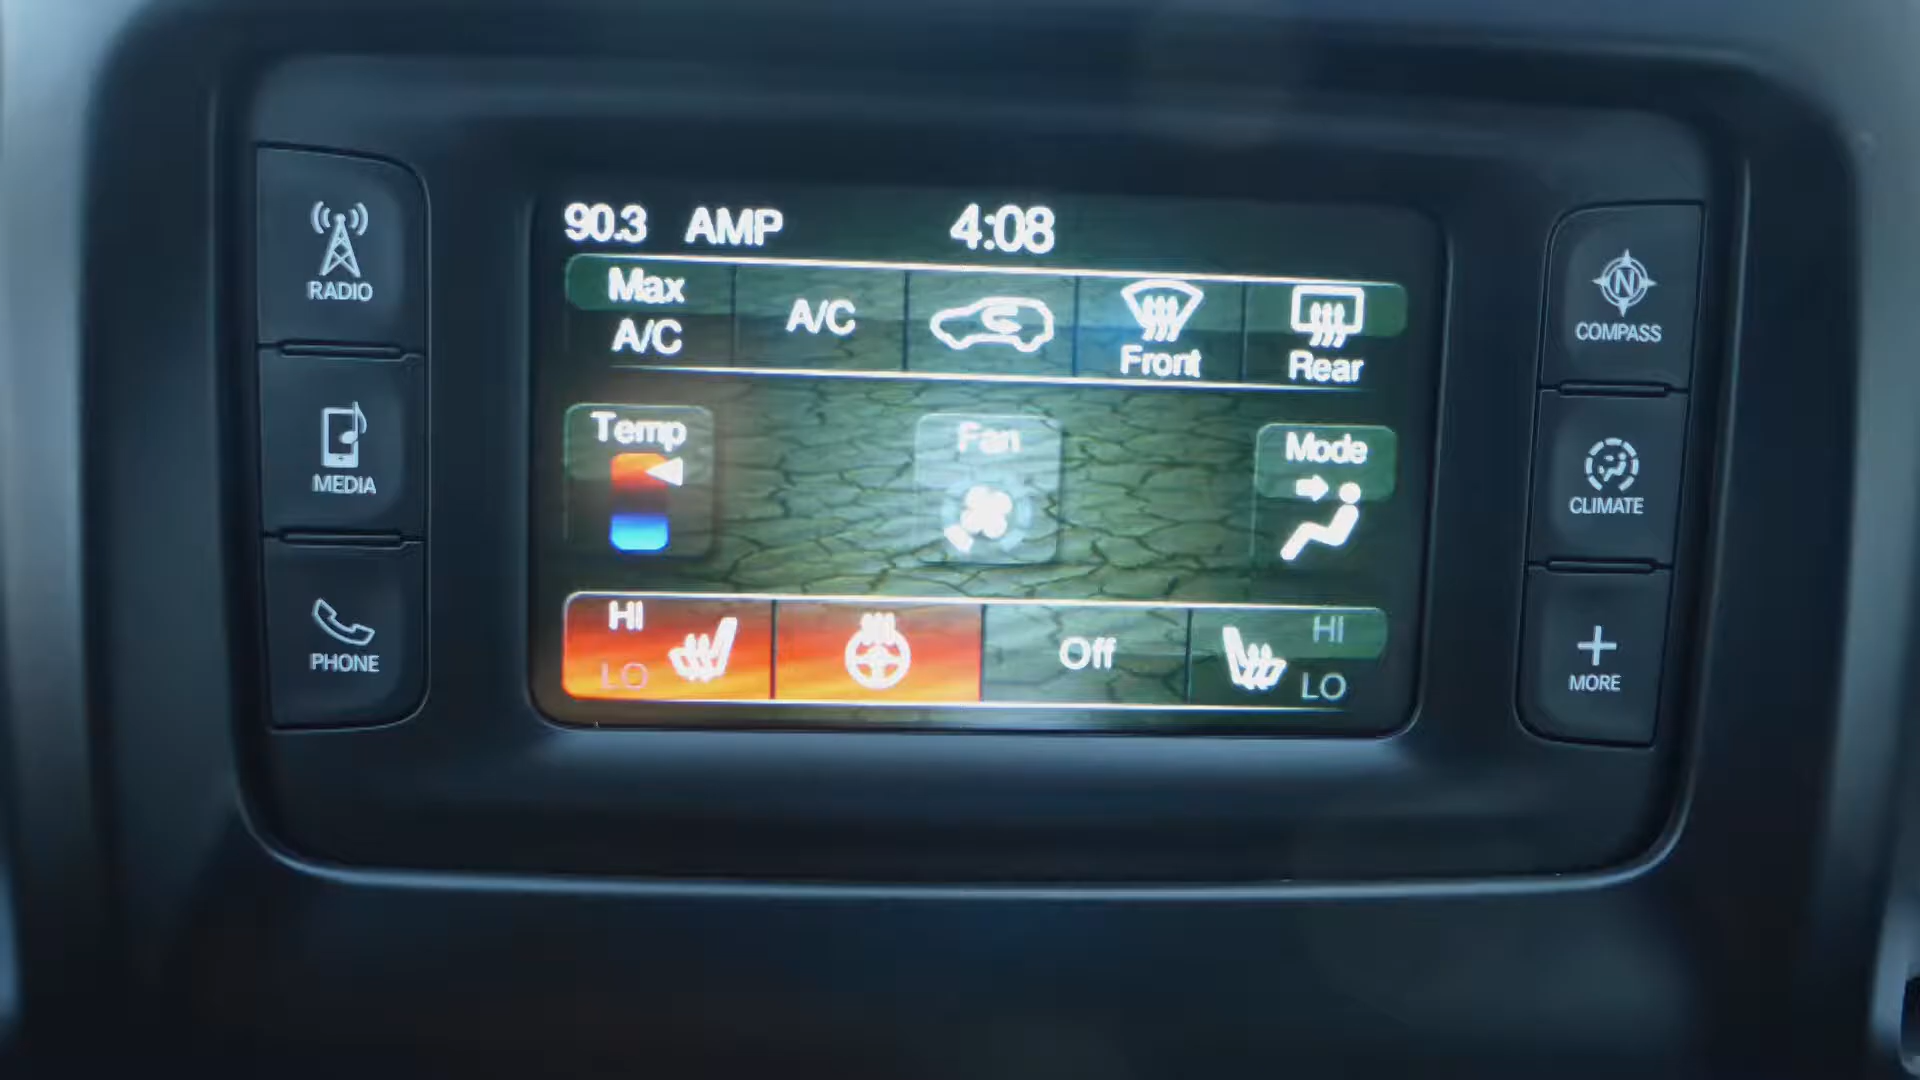 90.3 AMP 4:08
Max A/C
A/C
Front
Rear
Temp
Fan
Mode
HI
LO
Off
HI
LO
RADIO
MEDIA
PHONE
N
COMPASS
CLIMATE
MORE